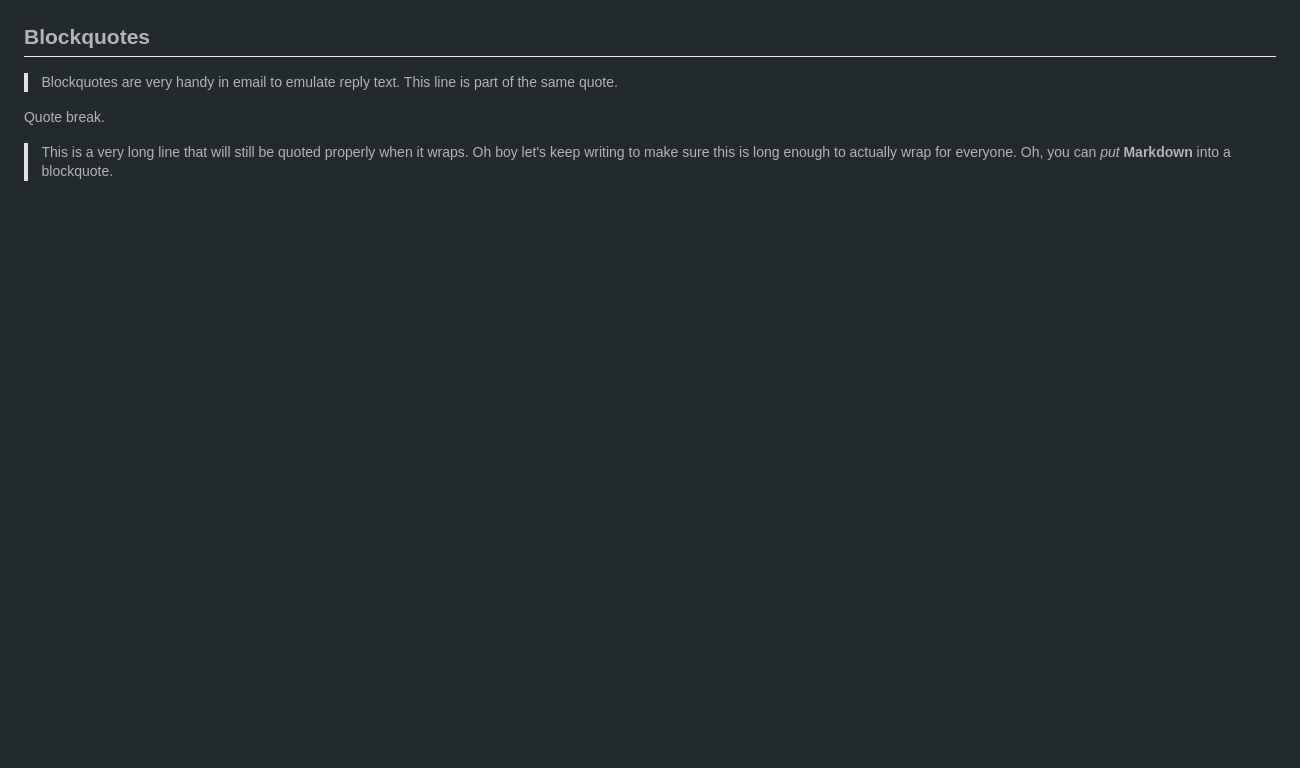 Blockquotes
Blockquotes are very handy in email to emulate reply text. This line is part of the same quote.
Quote break.
This is a very long line that will still be quoted properly when it wraps. Oh boy let's keep writing to make sure this is long enough to actually wrap for everyone. Oh, you can put Markdown into a
blockquote.